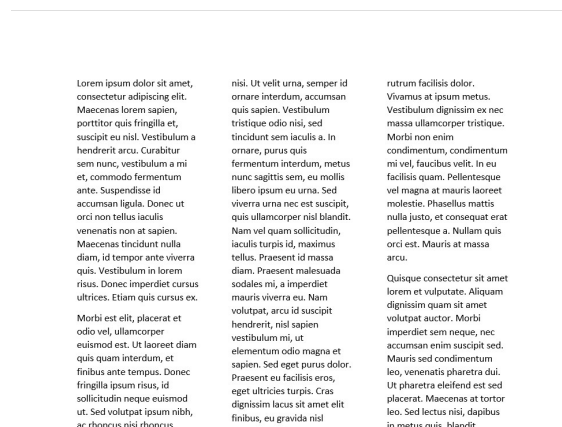 Lorem ipsum dolor sit amet,
consectetur adipiscing elit.
Maecenas lorem sapien,
porttitor quis fringilla et,
suscipit eu nisl. Vestibulum a
hendrerit arcu. Curabitur
sem nunc, vestibulum a mi
et, commodo fermentum
ante. Suspendisse id
accumsan ligula. Donec ut
orci non tellus iaculis
venenatis non at sapien.
Maecenas tincidunt nulla
diam, id tempor ante viverra
quis. Vestibulum in lorem
risus. Donec imperdiet cursus
ultrices. Etiam quis cursus ex.
Morbi est elit, placerat et
odio vel, ullamcorper
euismod est. Ut laoreet diam
quis quam interdum, et
finibus ante tempus. Donec
fringilla ipsum risus, id
sollicitudin neque euismod
ut. Sed volutpat ipsum nibh,
ac rhoncus nisi rhoncus
nisi. Ut velit urna, semper id
ornare interdum, accumsan
quis sapien. Vestibulum
tristique odio nisi, sed
tincidunt sem iaculis a. In
ornare, purus quis
fermentum interdum, metus
nunc sagittis sem, eu mollis
libero ipsum eu urna. Sed
viverra urna nec est suscipit,
quis ullamcorper nisl blandit.
Nam vel quam sollicitudin,
iaculis turpis id, maximus
tellus. Praesent id massa
diam. Praesent malesuada
sodales mi, a imperdiet
mauris viverra eu. Nam
volutpat, arcu id suscipit
hendrerit, nisl sapien
vestibulum mi, ut
elementum odio magna et
sapien. Sed eget purus dolor.
Praesent eu facilisis eros,
eget ultricies turpis. Cras
dignissim lacus sit amet elit
finibus, eu gravida nisl
rutrum facilisis dolor.
Vivamus at ipsum metus.
Vestibulum dignissim ex nec
massa ullamcorper tristique.
Morbi non enim
condimentum, condimentum
mi vel, faucibus velit. In eu
facilisis quam. Pellentesque
vel magna at mauris laoreet
molestie. Phasellus mattis
nulla justo, et consequat erat
pellentesque a. Nullam quis
orci est. Mauris at massa
arcu.
Quisque consectetur sit amet
lorem et vulputate. Aliquam
dignissim quam sit amet
volutpat auctor. Morbi
imperdiet sem neque, nec
accumsan enim suscipit sed.
Mauris sed condimentum
leo, venenatis pharetra dui.
Ut pharetra eleifend est sed
placerat. Maecenas at tortor
leo. Sed lectus nisi, dapibus
in metus quis, blandit